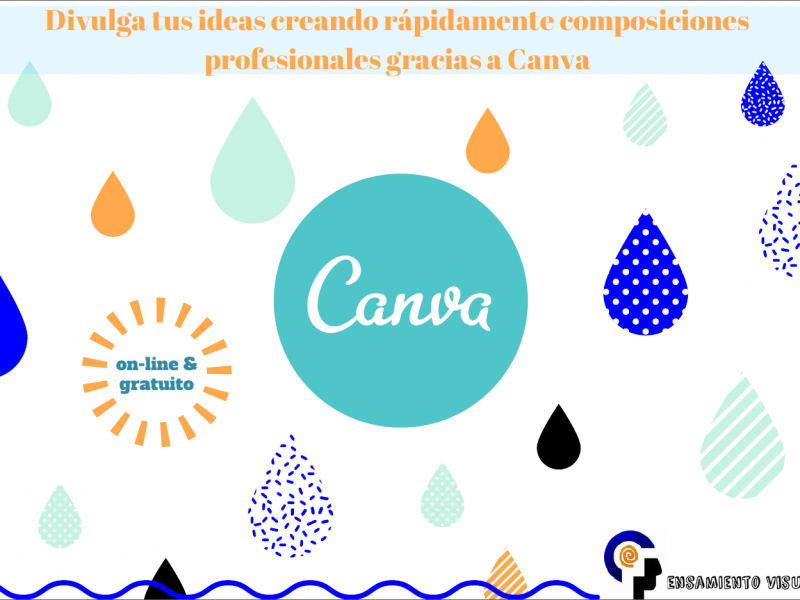 Divulga tus ideas creando rápidamente composiciones
profesionales gracias a Canva
Canva
on-line &
gratuito
ENSAMIENTO VISU